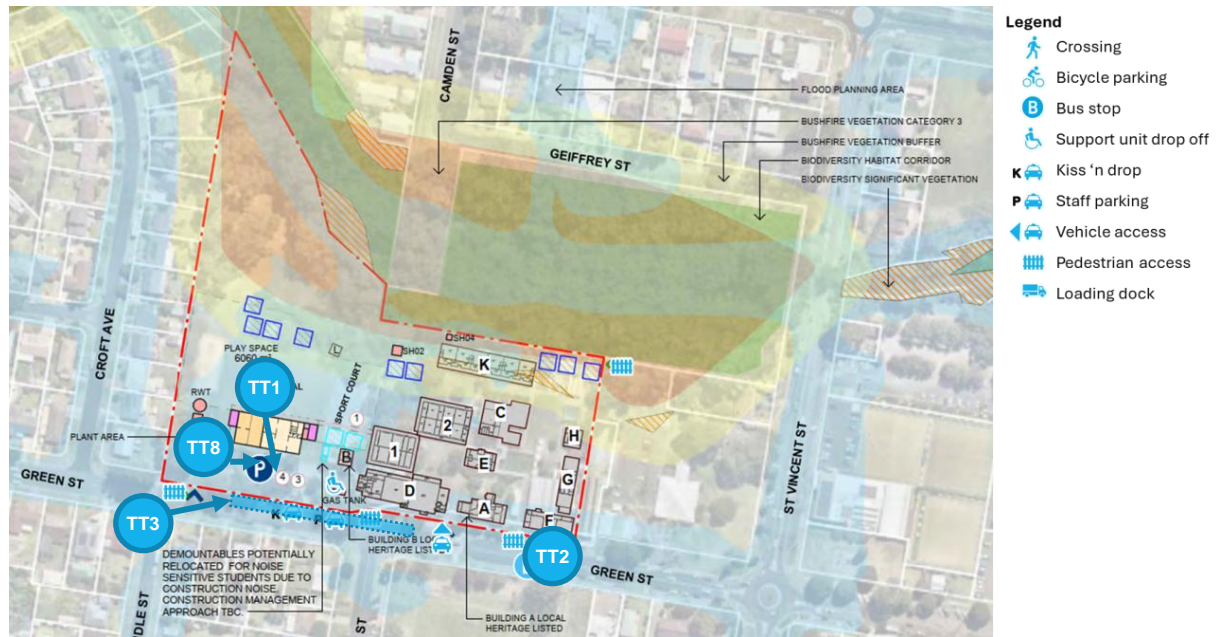 Legend
Crossing
Bicycle parking
B
Bus stop
Support unit drop off
K
Kiss 'n drop
P
Staff parking
Vehicle access
Pedestrian access
Loading dock
CAMDEN ST
FLOOD PLANNING AREA
BUSHFIRE VEGETATION CATEGORY 3
BUSHFIRE VEGETATION BUFFER
GEIFFREY ST
BIODIVERSITY HABITAT CORRIDOR
BIODIVERSITY SIGNIFICANT VEGETATION
CROFT AVE
PLAY SPACE
SH04
SH02
K
TT1
AL
SPORT COURT
RWT
1
C
2
PLANT AREA
H
TT8
1
B
E
P
4
3
G
ST VINCENT ST
GREEN ST
GAS TANK
D
A
F
TT3
K
TT2
BUILDING B LOCAL
HERITAGE LIST
DEMOUNTABLES POTENTIALLY
RELOCATED FOR NOISE
SENSITIVE STUDENTS DUE TO
CONSTRUCTION NOISE.
CONSTRUCTION MANAGEMENT
APPROACH TBC.
GREEN ST
DLE ST
ST
BUILDING A LOCAL
HERITAGE LISTED